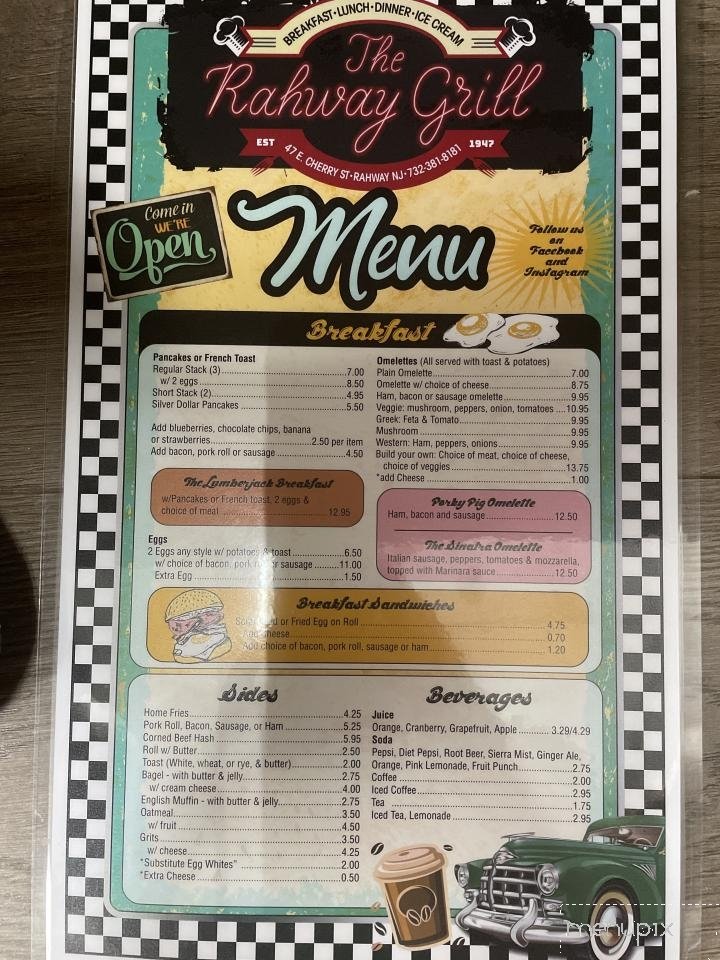 BREAKFAST•LUNCH•DINNER•ICE CREAM
The
Rahway Grill
EST 1947
47 E. CHERRY ST•RAHWAY NJ•732-381-8181
Come in
WE'RE
Open
Menu
Follow us
on
Facebook
and
Instagram
Breakfast
Pancakes or French Toast
Regular Stack (3) 7.00
w/ 2 eggs 8.50
Short Stack (2) 4.95
Silver Dollar Pancakes 5.50
Add blueberries, chocolate chips, banana
or strawberries 2.50 per item
Add bacon, pork roll or sausage 4.50
The Lumberjack Breakfast
w/Pancakes or French toast, 2 eggs &
choice of meat 12.95
Eggs
2 Eggs any style w/ potatoes & toast 6.50
w/ choice of bacon, pork roll or sausage 11.00
Extra Egg 1.50
Omelettes (All served with toast & potatoes)
Plain Omelette 7.00
Omelette w/ choice of cheese 8.75
Ham, bacon or sausage omelette 9.95
Veggie: mushroom, peppers, onion, tomatoes 10.95
Greek: Feta & Tomato 9.95
Mushroom 9.95
Western: Ham, peppers, onions 9.95
Build your own: Choice of meat, choice of cheese,
choice of veggies 13.75
*add Cheese 1.00
Porky Pig Omelette
Ham, bacon and sausage 12.50
The Sinatra Omelette
Italian sausage, peppers, tomatoes & mozzarella,
topped with Marinara sauce 12.50
Breakfast Sandwiches
Scrambled or Fried Egg on Roll 4.75
Add cheese 0.70
Add choice of bacon, pork roll, sausage or ham 1.20
Sides
Home Fries 4.25
Pork Roll, Bacon, Sausage, or Ham 5.25
Corned Beef Hash 5.95
Roll w/ Butter 2.50
Toast (White, wheat, or rye, & butter) 2.00
Bagel - with butter & jelly 2.75
w/ cream cheese 4.00
English Muffin - with butter & jelly 2.75
Oatmeal 3.50
w/ fruit 4.50
Grits 3.50
w/ cheese 4.25
*Substitute Egg Whites" 2.00
*Extra Cheese 0.50
Beverages
Juice
Orange, Cranberry, Grapefruit, Apple 3.29/4.29
Soda
Pepsi, Diet Pepsi, Root Beer, Sierra Mist, Ginger Ale,
Orange, Pink Lemonade, Fruit Punch 2.75
Coffee 2.00
Iced Coffee 2.95
Tea 1.75
Iced Tea, Lemonade 2.95
menupix